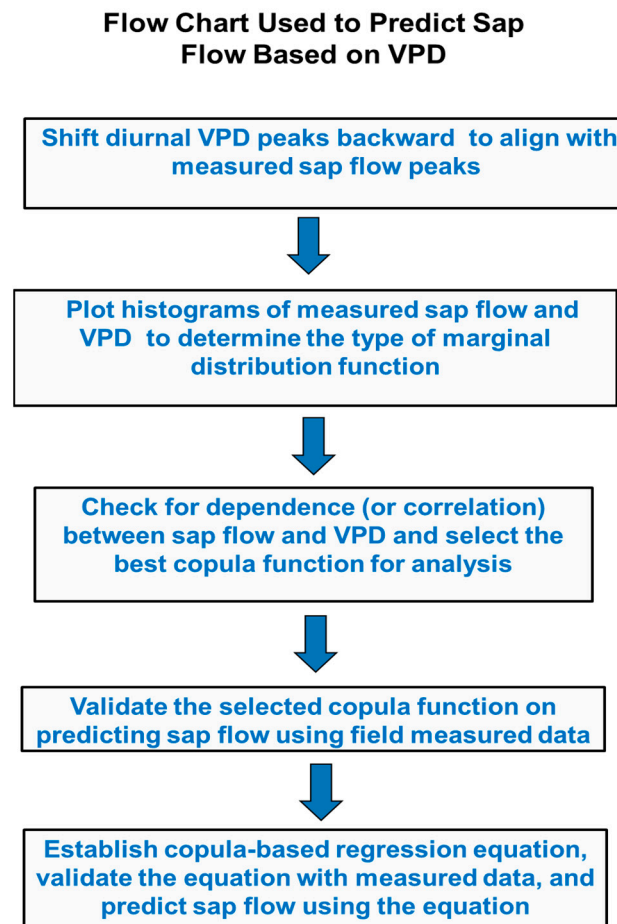 Flow Chart Used to Predict Sap
Flow Based on VPD
Shift diurnal VPD peaks backward to align with
measured sap flow peaks
Plot histograms of measured sap flow and
VPD to determine the type of marginal
distribution function
Check for dependence (or correlation)
between sap flow and VPD and select the
best copula function for analysis
Validate the selected copula function on
predicting sap flow using field measured data
Establish copula-based regression equation,
validate the equation with measured data, and
predict sap flow using the equation